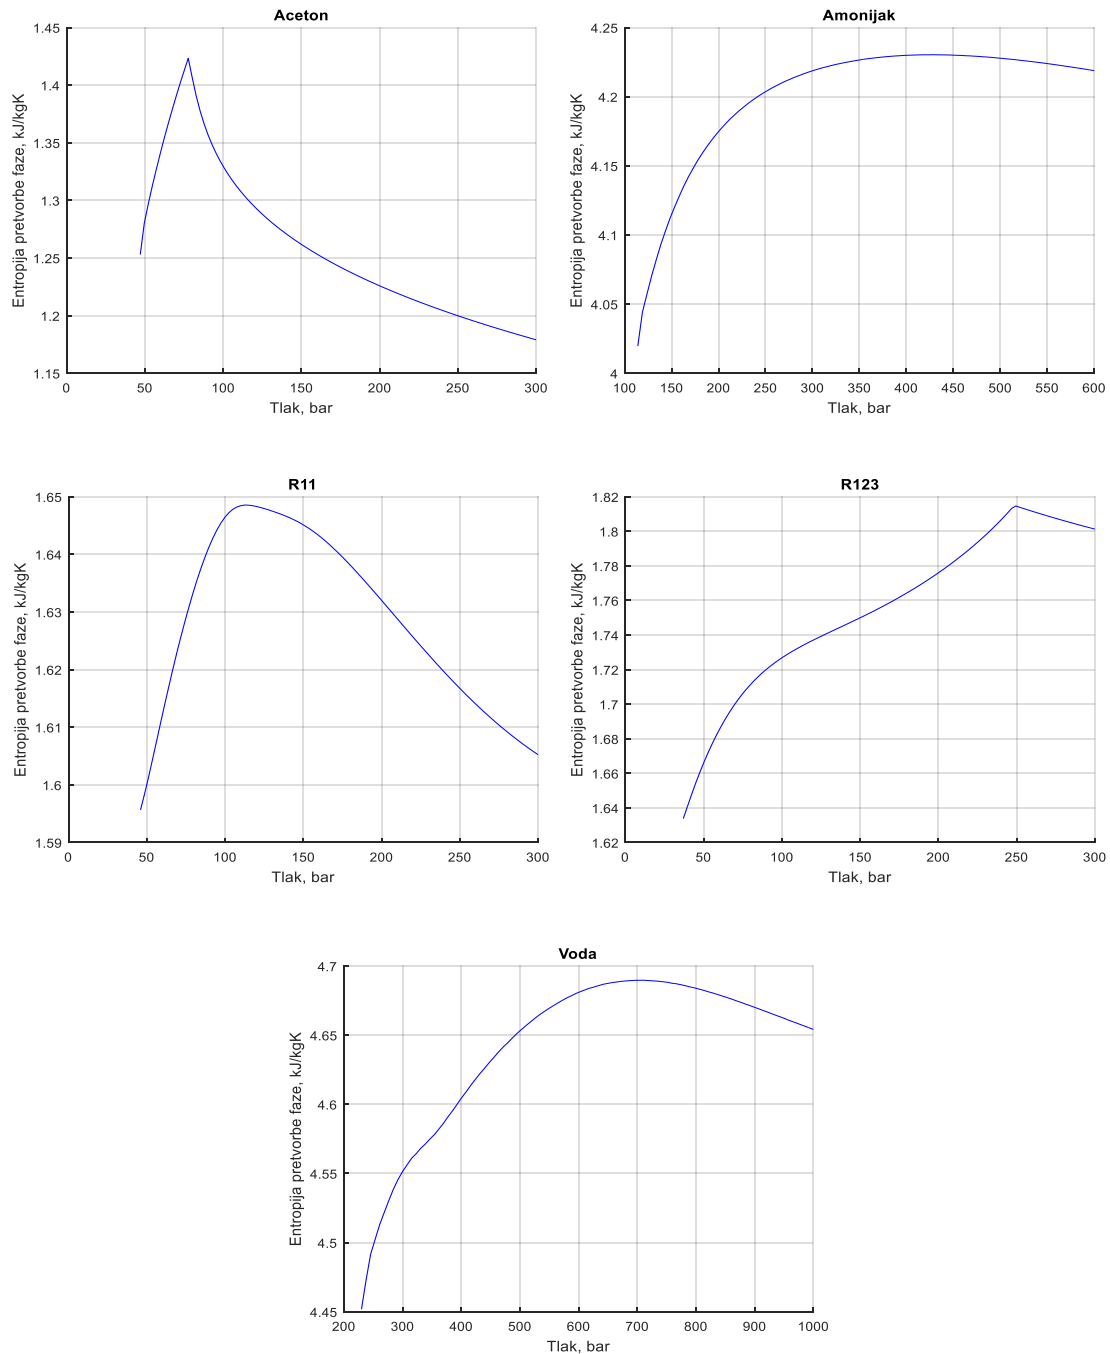 Aceton
1.45
1.4
1.35
1.3
1.25
1.2
1.15
Entropija pretvorbe faze, kJ/kgK
0 50 100 150 200 250 300
Tlak, bar
Amonijak
4.25
4.2
4.15
4.1
4.05
4
Entropija pretvorbe faze, kJ/kgK
100 150 200 250 300 350 400 450 500 550 600
Tlak, bar
R11
1.65
1.64
1.63
1.62
1.61
1.6
1.59
Entropija pretvorbe faze, kJ/kgK
0 50 100 150 200 250 300
Tlak, bar
R123
1.82
1.8
1.78
1.76
1.74
1.72
1.7
1.68
1.66
1.64
1.62
Entropija pretvorbe faze, kJ/kgK
0 50 100 150 200 250 300
Tlak, bar
Voda
4.7
4.65
4.6
4.55
4.5
4.45
Entropija pretvorbe faze, kJ/kgK
200 300 400 500 600 700 800 900 1000
Tlak, bar